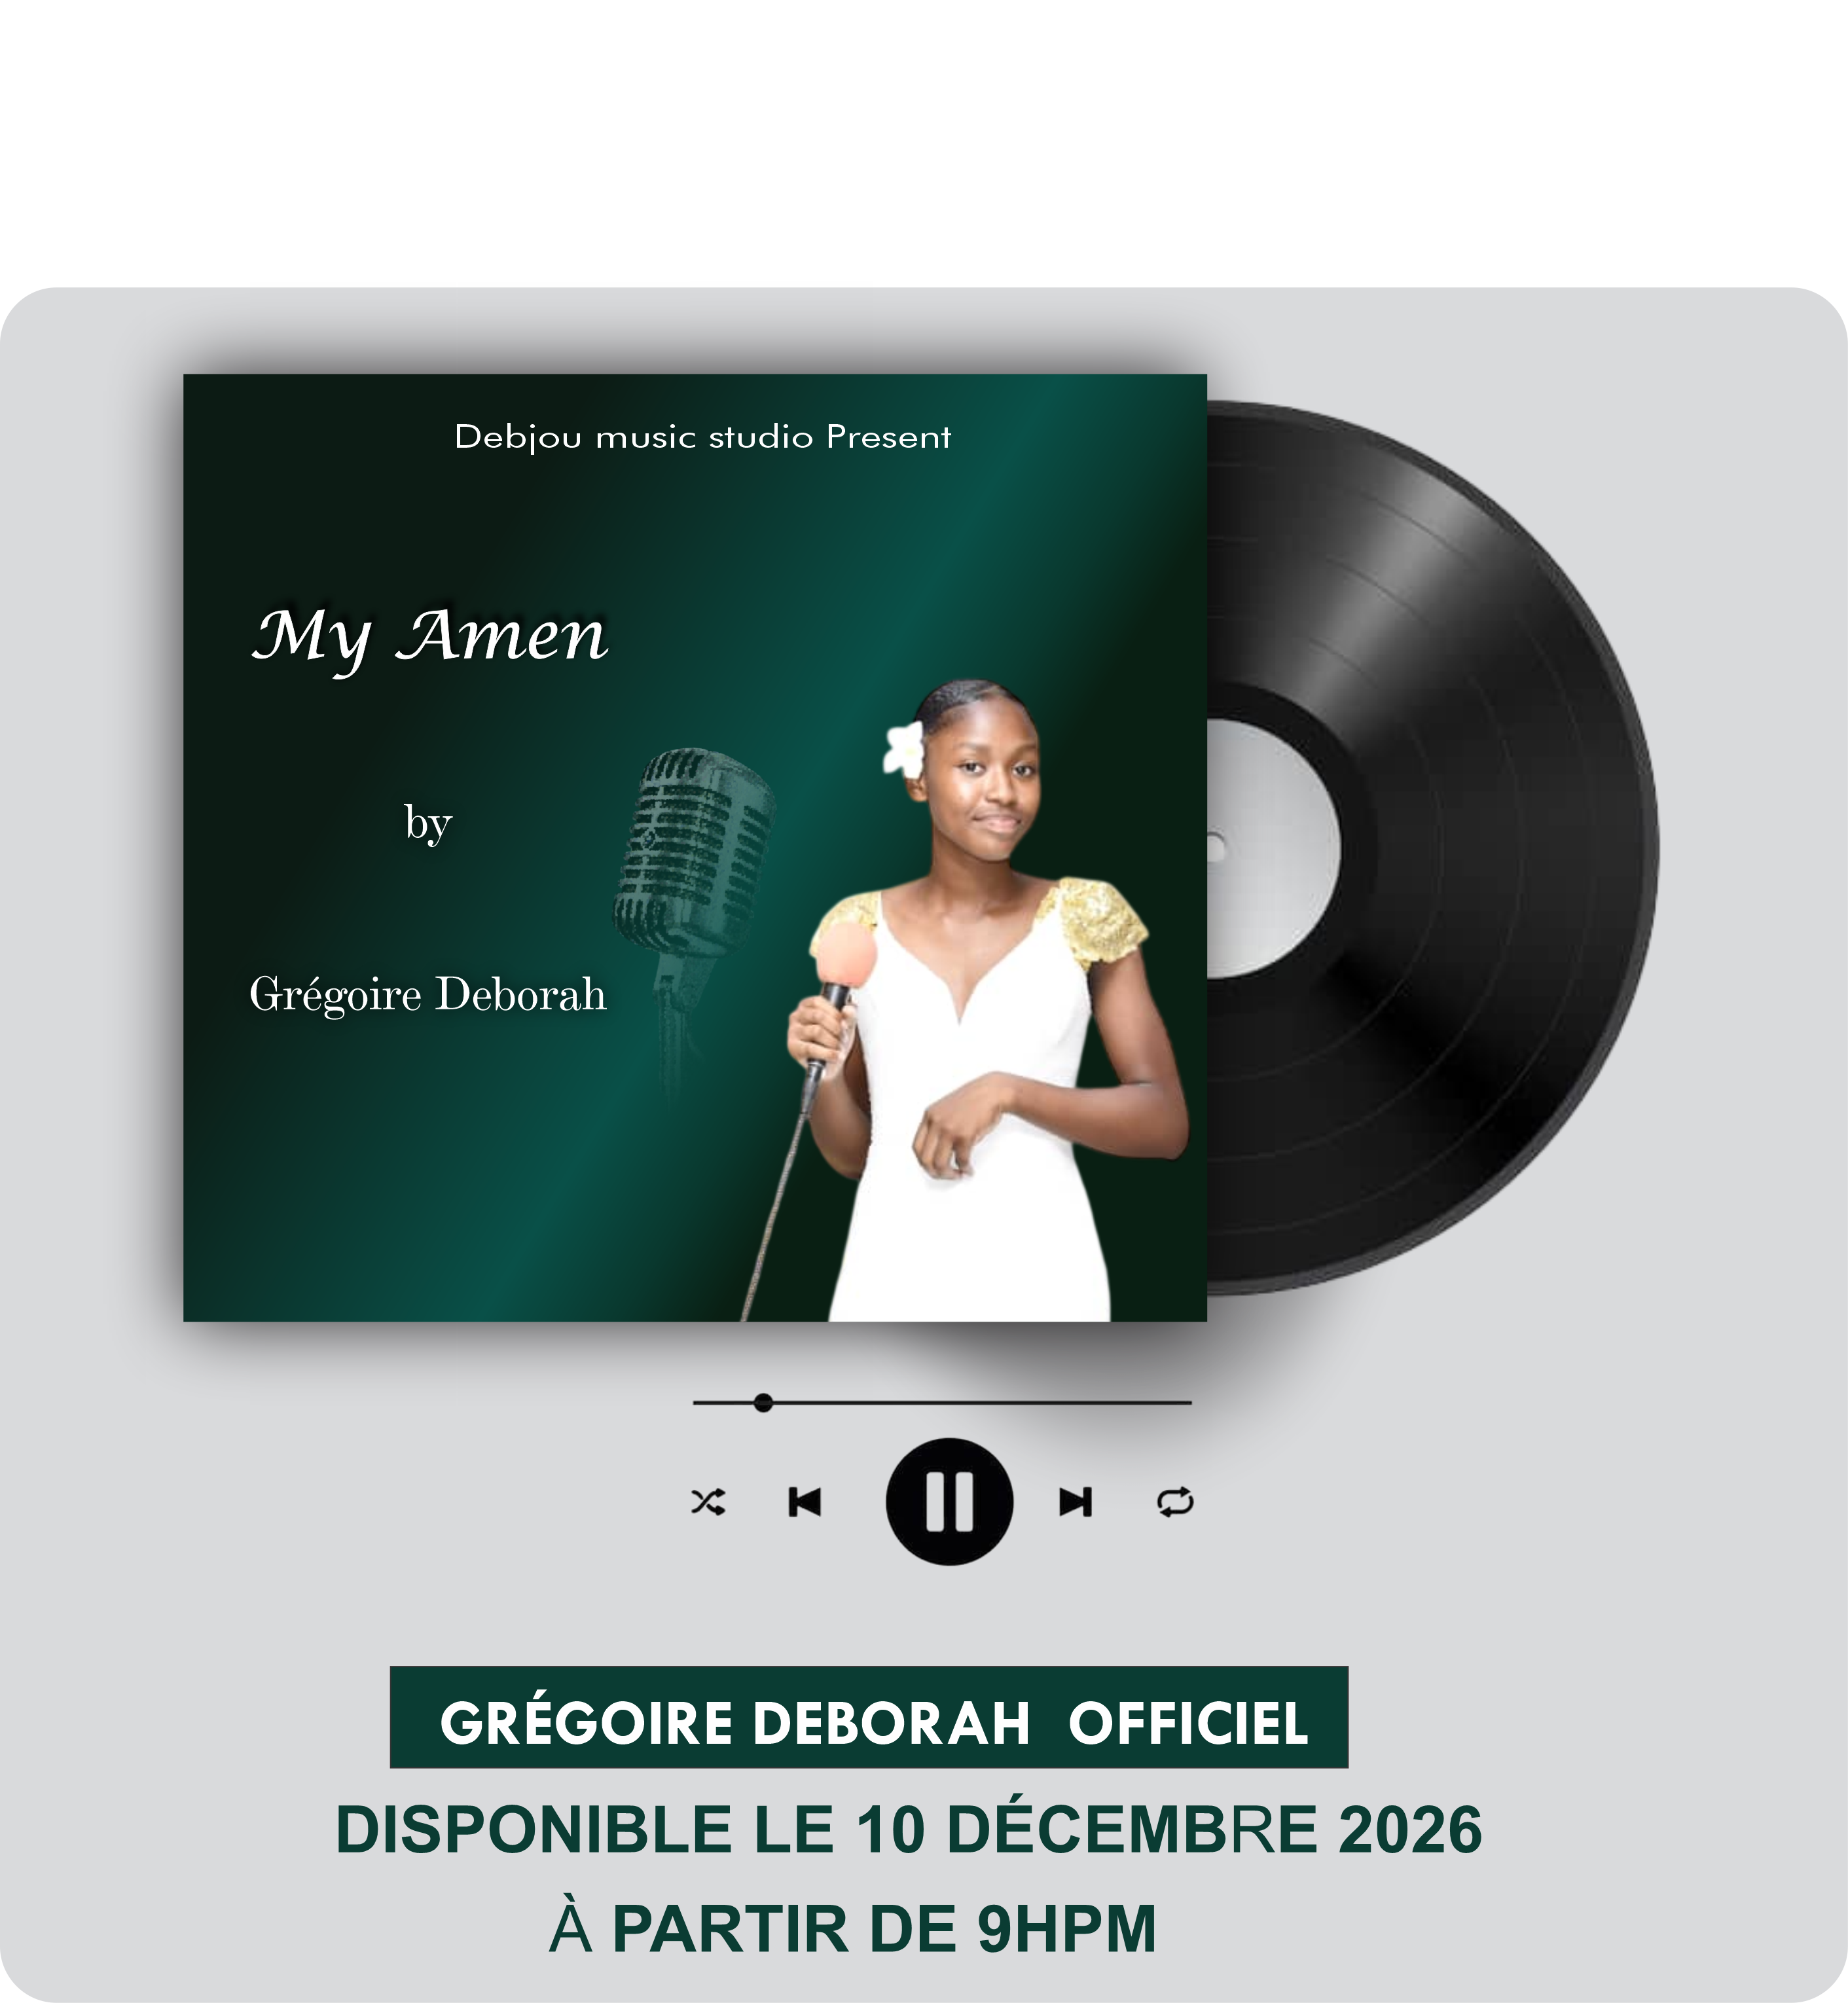 Debjou music studio Present
My Amen
by
Grégoire Deborah
GRÉGOIRE DEBORAH OFFICIEL
DISPONIBLE LE 10 DÉCEMBRE 2026
À PARTIR DE 9HPM